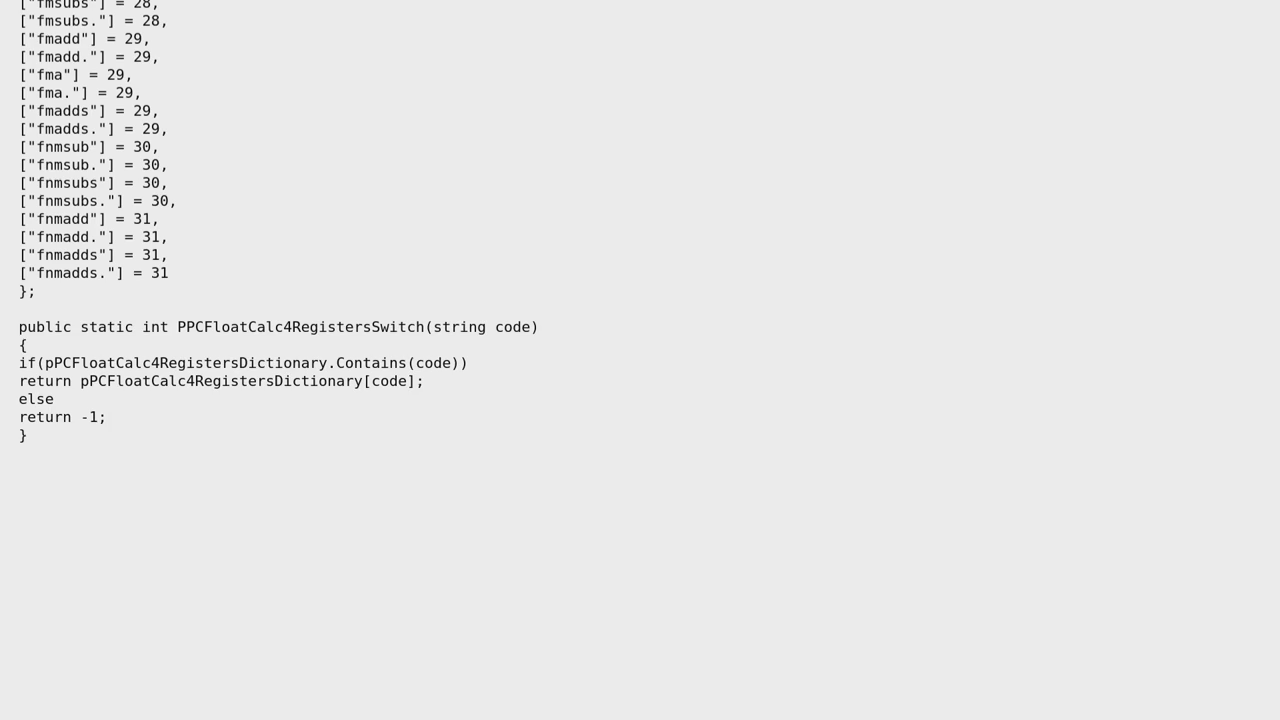 ["fmsubs"] = 28,
["fmsubs."] = 28,
["fmadd"] = 29,
["fmadd."] = 29,
["fma"] = 29,
["fma."] = 29,
["fmadds"] = 29,
["fmadds."] = 29,
["fnmsub"] = 30,
["fnmsub."] = 30,
["fnmsubs"] = 30,
["fnmsubs."] = 30,
["fnmadd"] = 31,
["fnmadd."] = 31,
["fnmadds"] = 31,
["fnmadds."] = 31
};

public static int PPCFloatCalc4RegistersSwitch(string code)
{
if(pPCFloatCalc4RegistersDictionary.Contains(code))
return pPCFloatCalc4RegistersDictionary[code];
else
return -1;
}